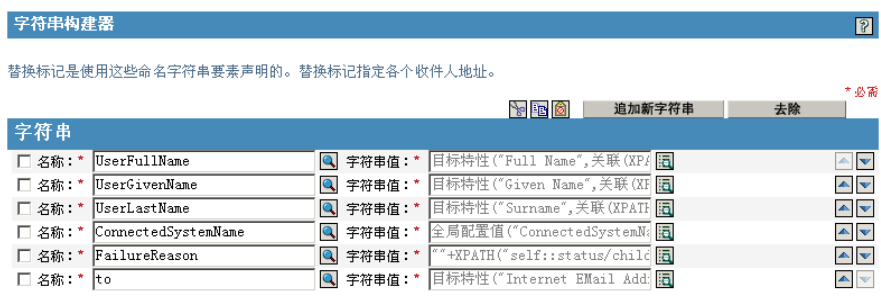 字符串构建器
替换标记是使用这些命名字符串要素声明的。替换标记指定各个收件人地址。
* 必需
追加新字符串 去除
字符串
名称：* UserFullName 字符串值：* 目标特性("Full Name",关联(XPA
名称：* UserGivenName 字符串值：* 目标特性("Given Name",关联(XP
名称：* UserLastName 字符串值：* 目标特性("Surname",关联(XPATH
名称：* ConnectedSystemName 字符串值：* 全局配置值("ConnectedSystemNa
名称：* FailureReason 字符串值：* ""+XPATH("self::status/child
名称：* to 字符串值：* 目标特性("Internet EMail Add